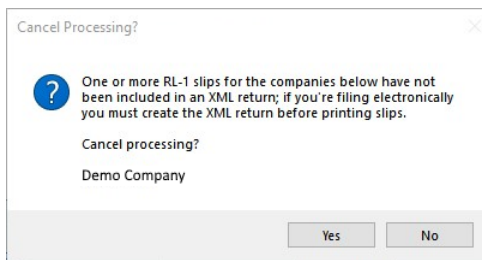 Cancel Processing?
One or more RL-1 slips for the companies below have not
been included in an XML return; if you're filing electronically
you must create the XML return before printing slips.
Cancel processing?
Demo Company
Yes
No